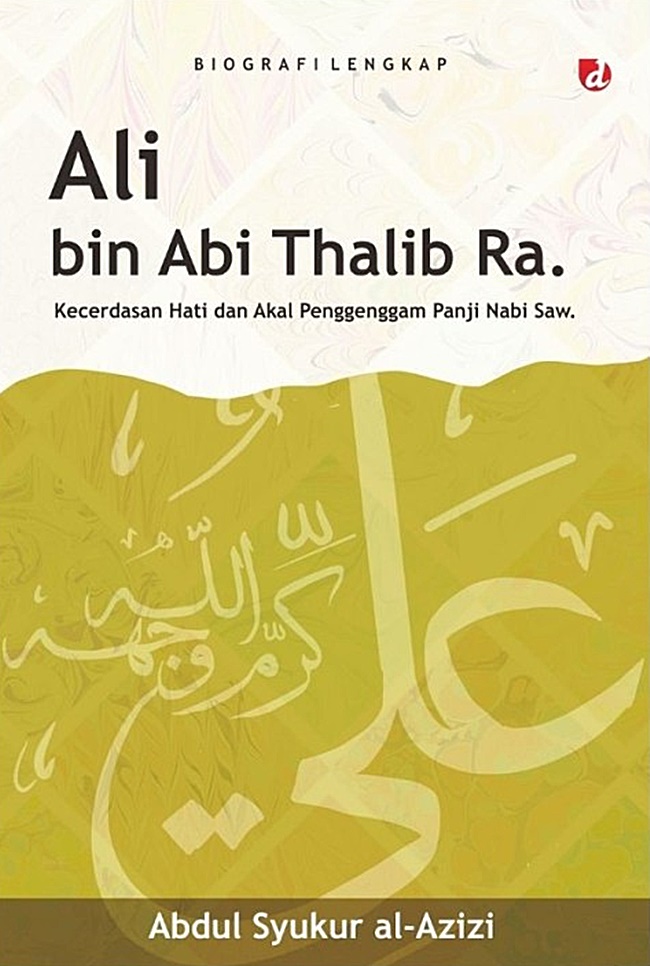 BIOGRAFI LENGKAP
d
Ali
bin Abi Thalib Ra.
Kecerdasan Hati dan Akal Penggenggam Panji Nabi Saw.
علي
كرّم الله وجهه
Abdul Syukur al-Azizi